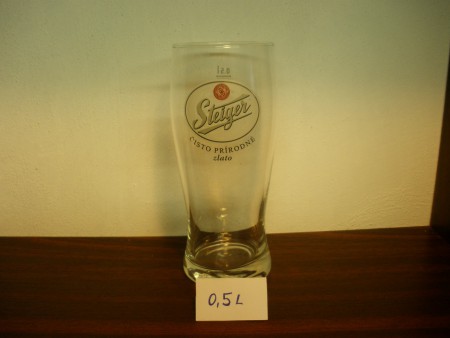 Steiger
ČISTO PRÍRODNÉ
zlato
0,5L